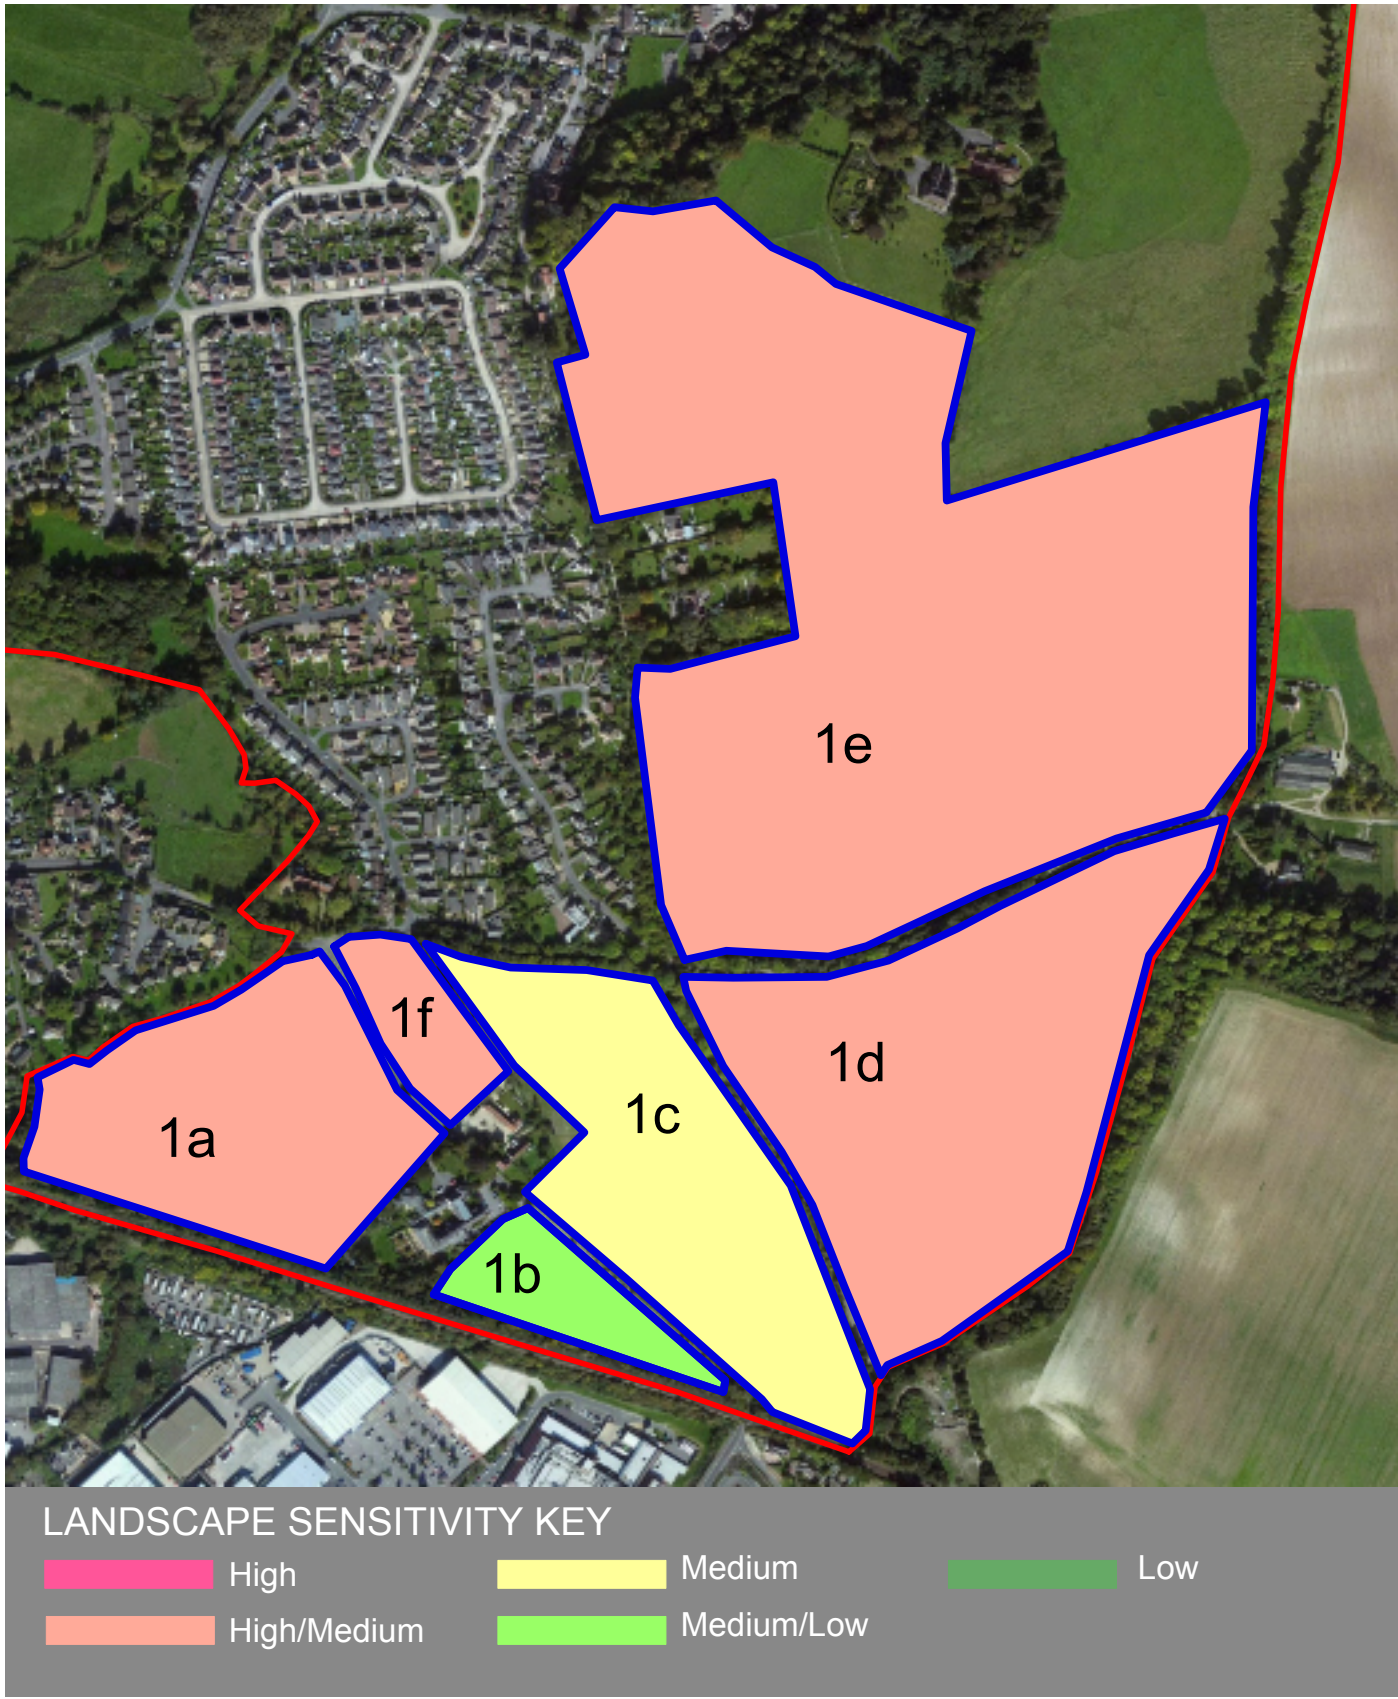 1e
1f
1d
1c
1a
1b
LANDSCAPE SENSITIVITY KEY
High
Medium
Low
High/Medium
Medium/Low